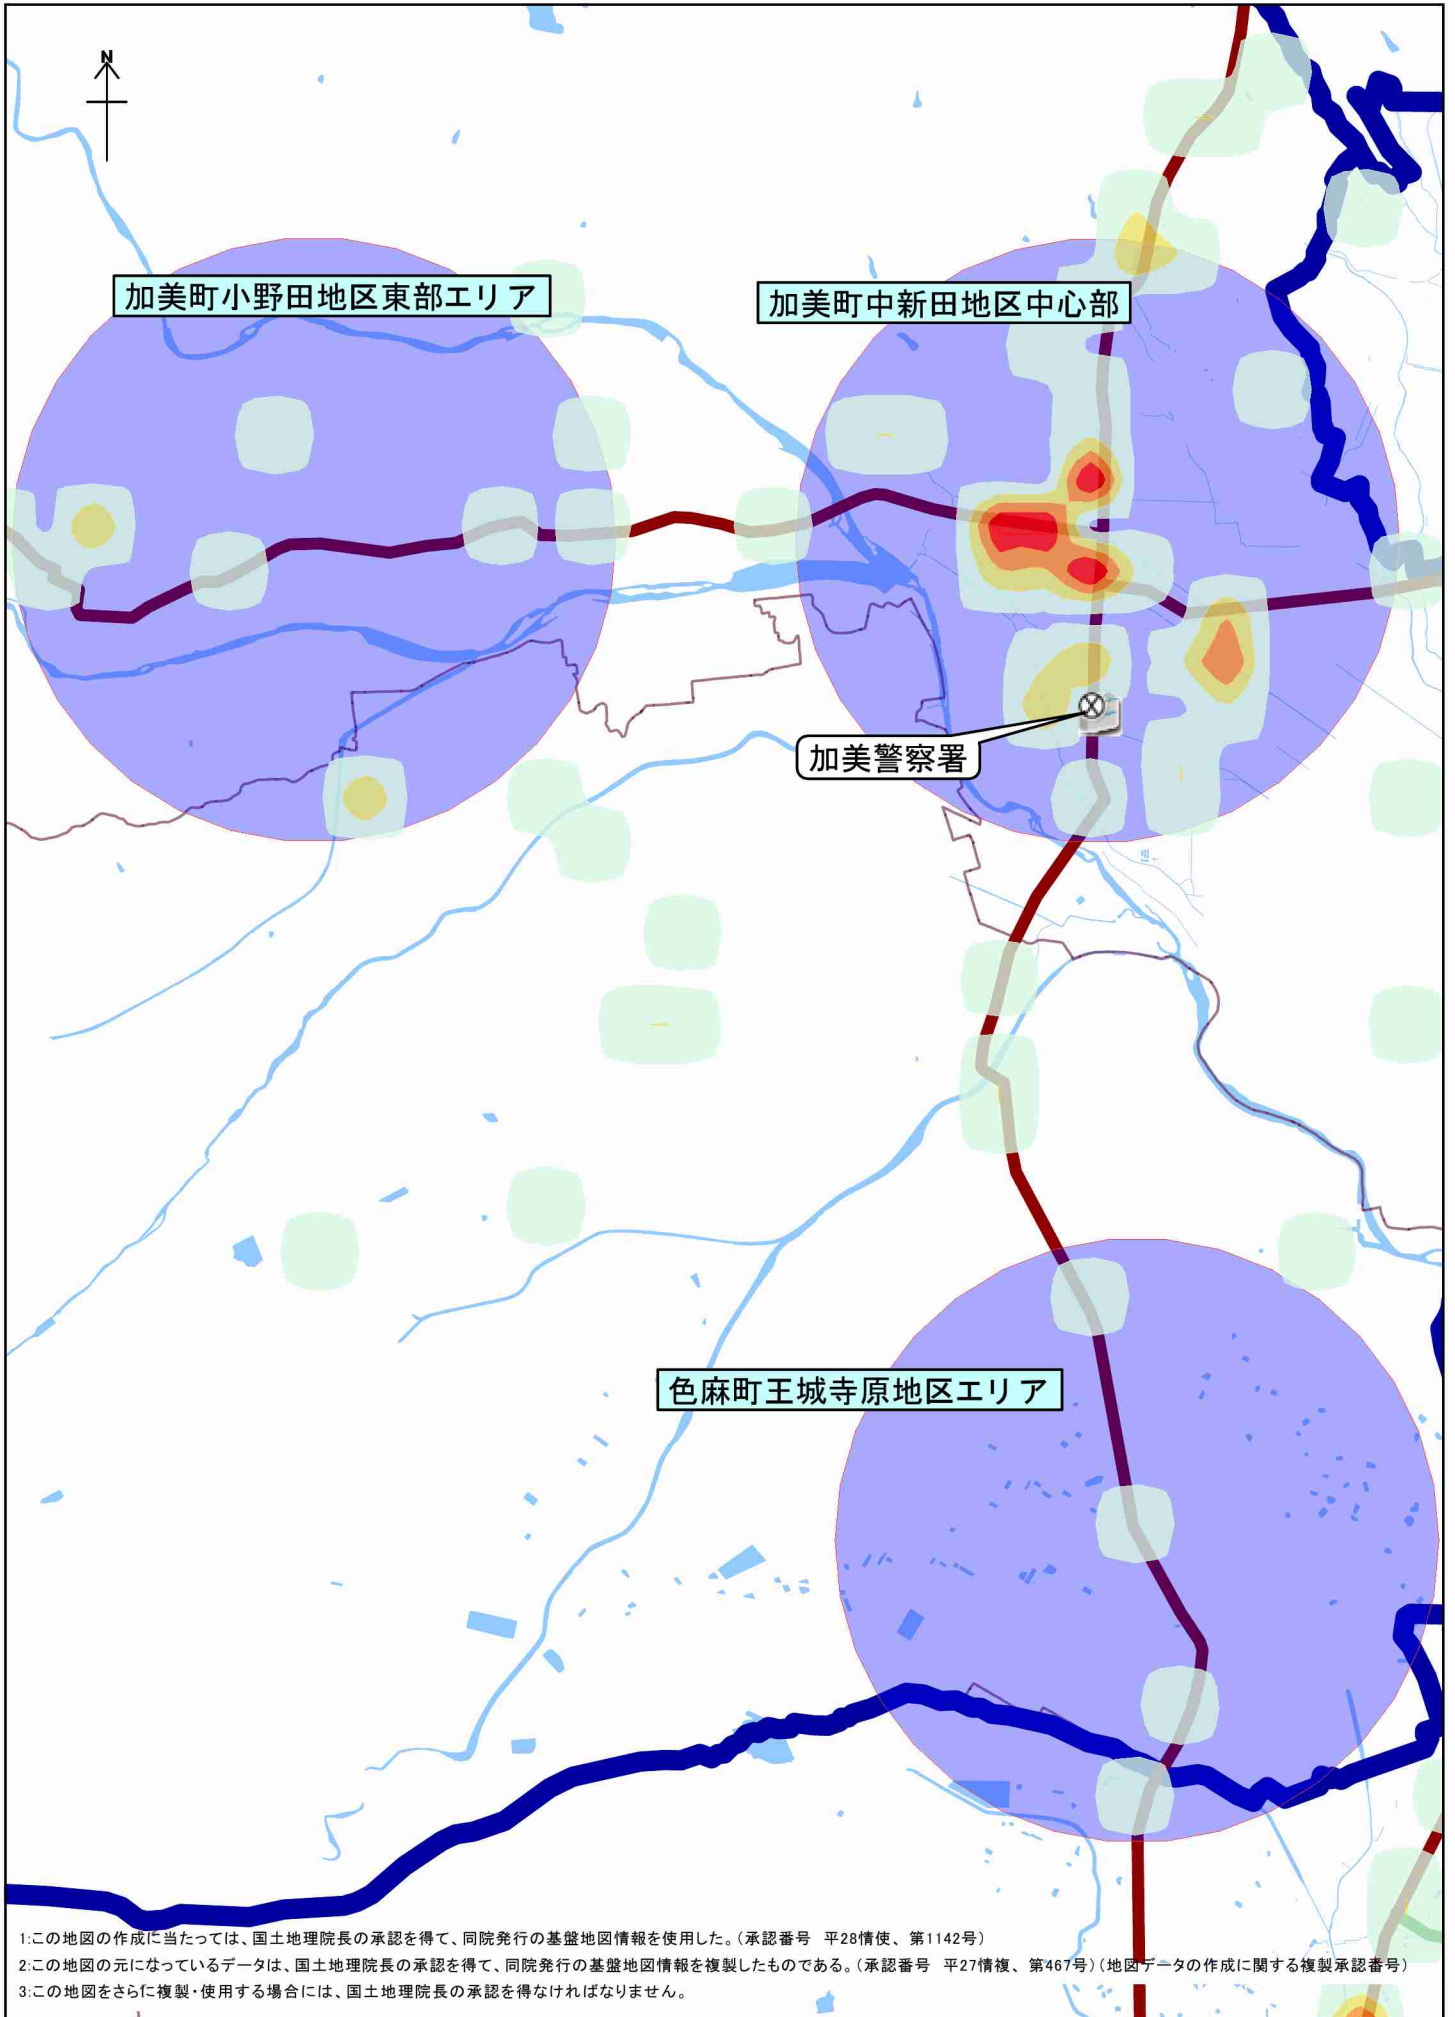 N
加美町小野田地区東部エリア
加美町中新田地区中心部
加美警察署
色麻町王城寺原地区エリア
1:この地図の作成に当たっては、国土地理院長の承認を得て、同院発行の基盤地図情報を使用した。(承認番号 平28情使、第1142号)
2:この地図の元になっているデータは、国土地理院長の承認を得て、同院発行の基盤地図情報を複製したものである。(承認番号 平27情複、第467号)(地図データの作成に関する複製承認番号)
3:この地図をさらに複製・使用する場合には、国土地理院長の承認を得なければなりません。